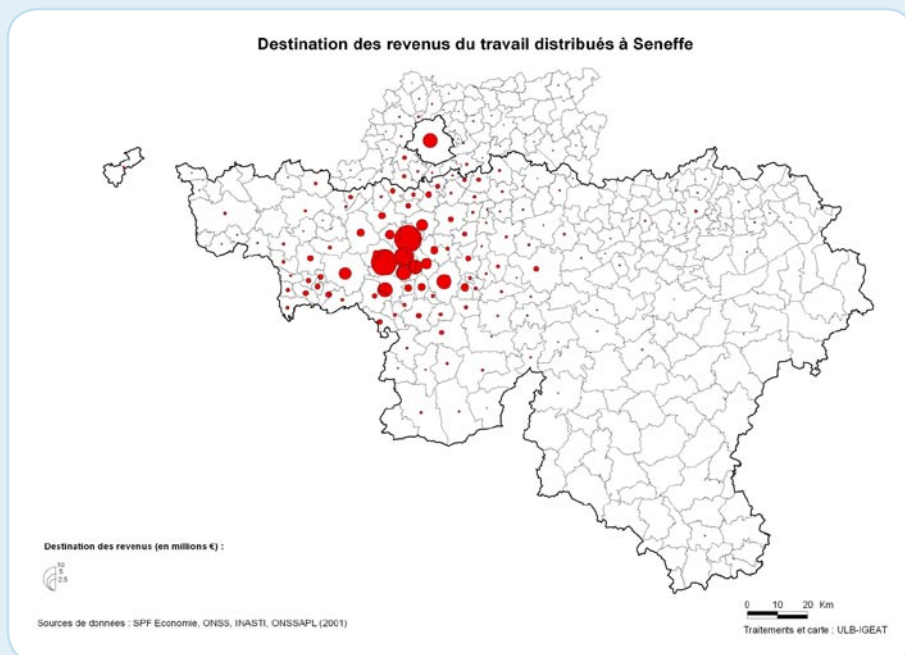 Destination des revenus du travail distribués à Seneffe
Destination des revenus (en millions €) :
10
5
2.5
Sources de données : SPF Economie, ONSS, INASTI, ONSSAPL (2001)
0 10 20 Km
Traitements et carte : ULB-IGEAT